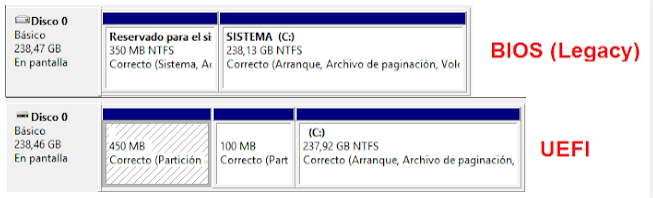 Disco 0
Básico
238,47 GB
En pantalla
Reservado para el si
350 MB NTFS
Correcto (Sistema, Ac
SISTEMA (C:)
238,13 GB NTFS
Correcto (Arranque, Archivo de paginación, Volc
BIOS (Legacy)
Disco 0
Básico
238,46 GB
En pantalla
450 MB
Correcto (Partición
100 MB
Correcto (Part
(C:)
237,92 GB NTFS
Correcto (Arranque, Archivo de paginación,
UEFI